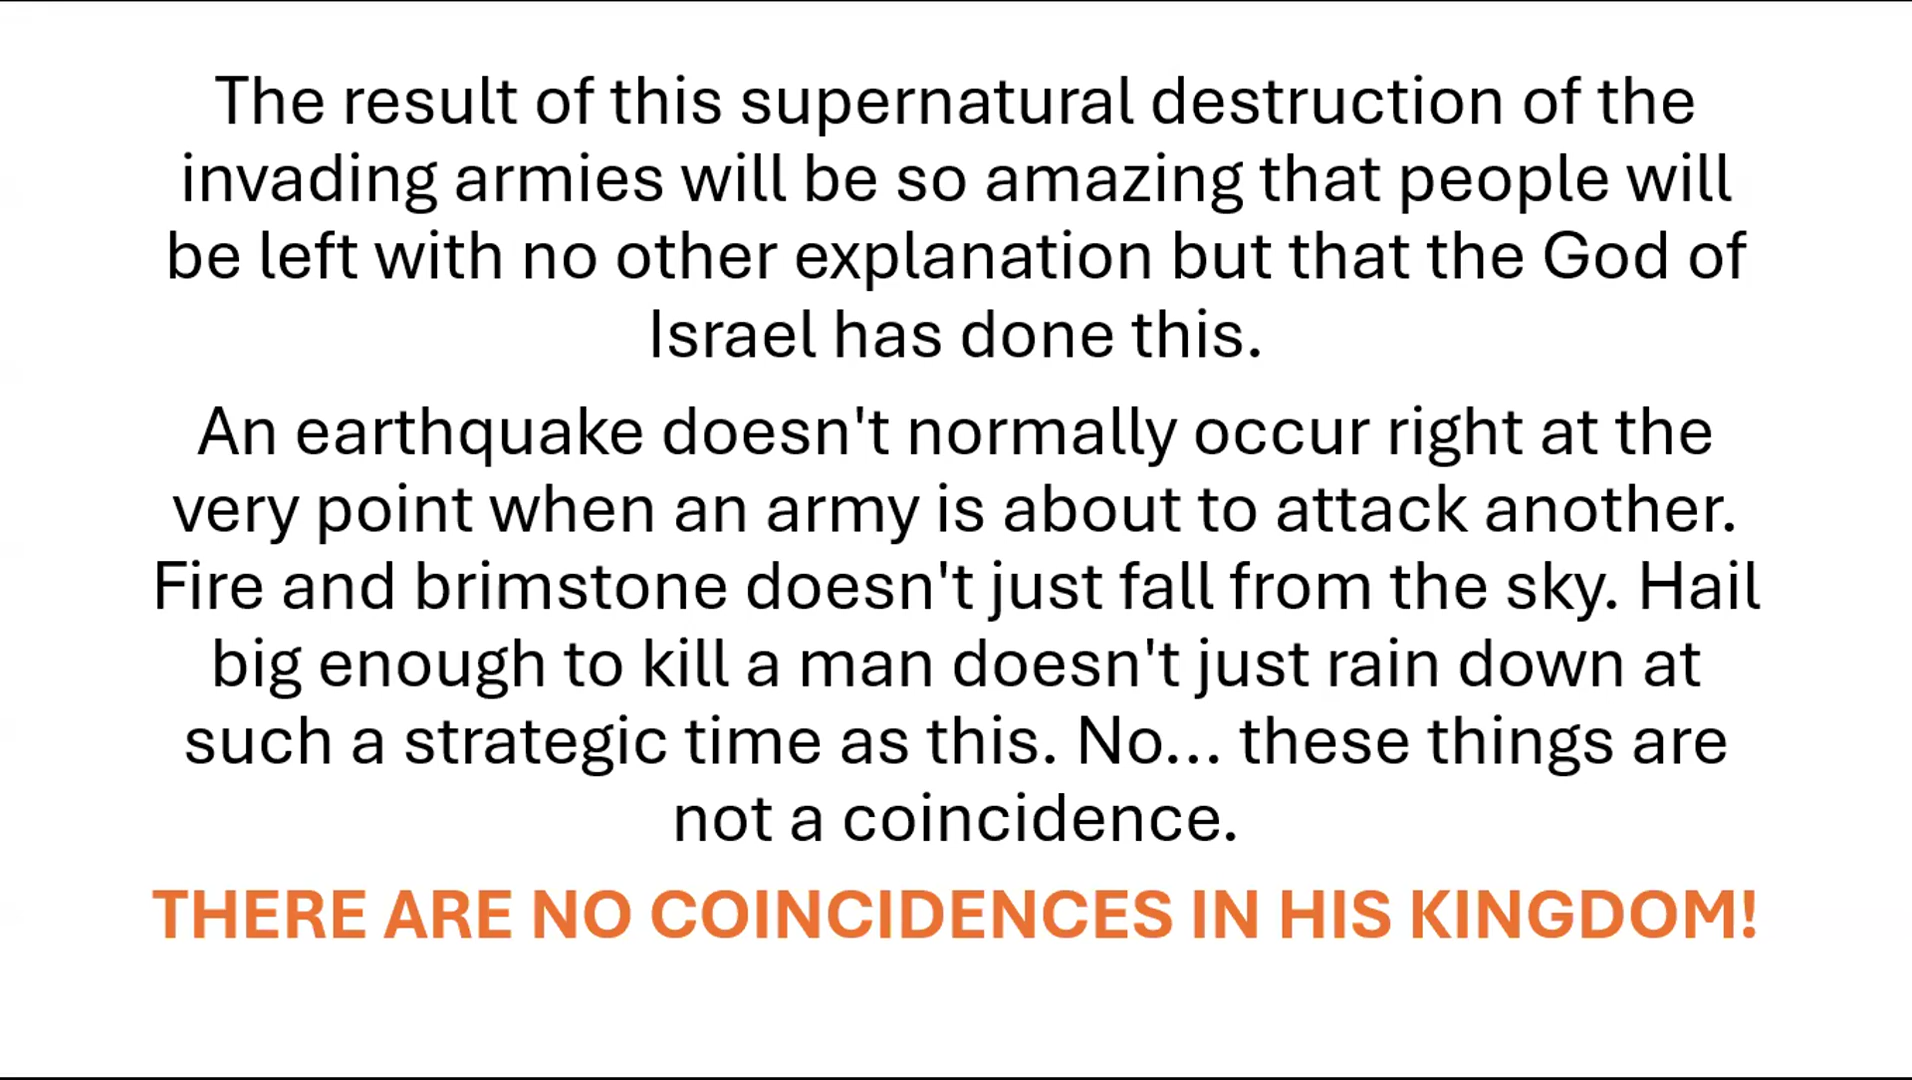 The result of this supernatural destruction of the
invading armies will be so amazing that people will
be left with no other explanation but that the God of
Israel has done this.
An earthquake doesn't normally occur right at the
very point when an army is about to attack another.
Fire and brimstone doesn't just fall from the sky. Hail
big enough to kill a man doesn't just rain down at
such a strategic time as this. No... these things are
not a coincidence.
THERE ARE NO COINCIDENCES IN HIS KINGDOM!